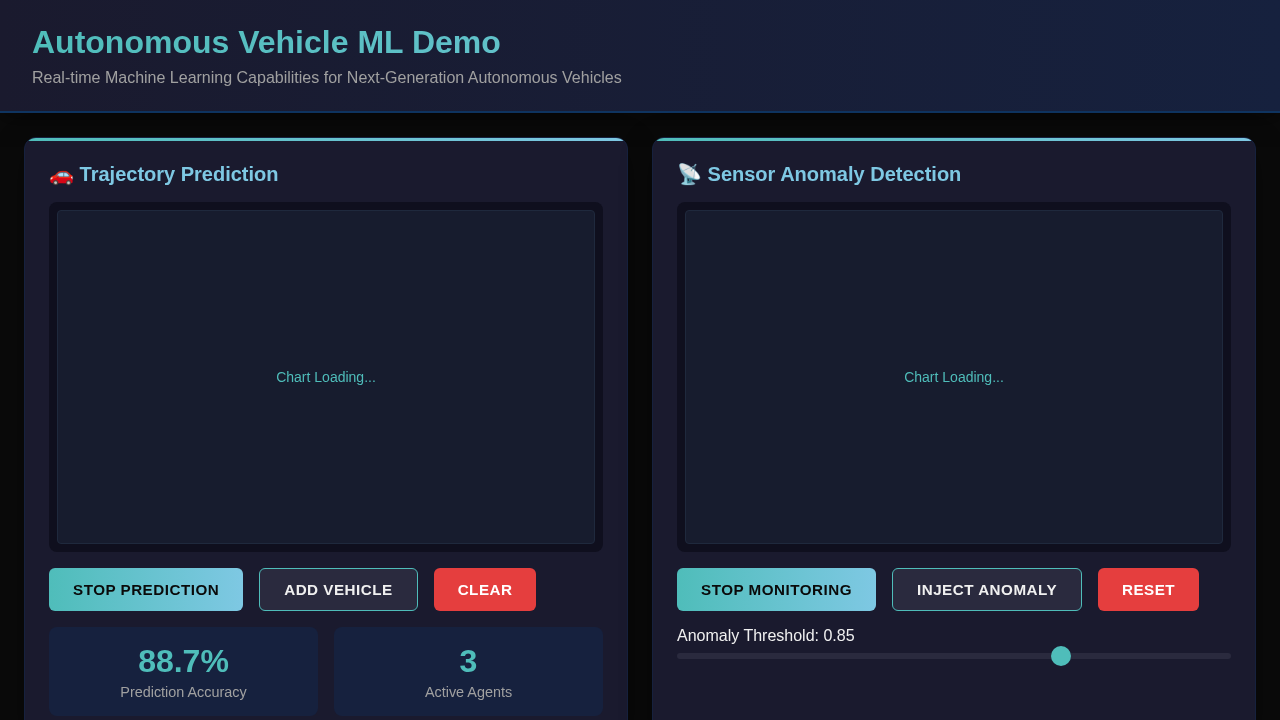 Autonomous Vehicle ML Demo
Real-time Machine Learning Capabilities for Next-Generation Autonomous Vehicles
🚗 Trajectory Prediction
Chart Loading...
STOP PREDICTION
ADD VEHICLE
CLEAR
88.7%
Prediction Accuracy
3
Active Agents
📡 Sensor Anomaly Detection
Chart Loading...
STOP MONITORING
INJECT ANOMALY
RESET
Anomaly Threshold: 0.85